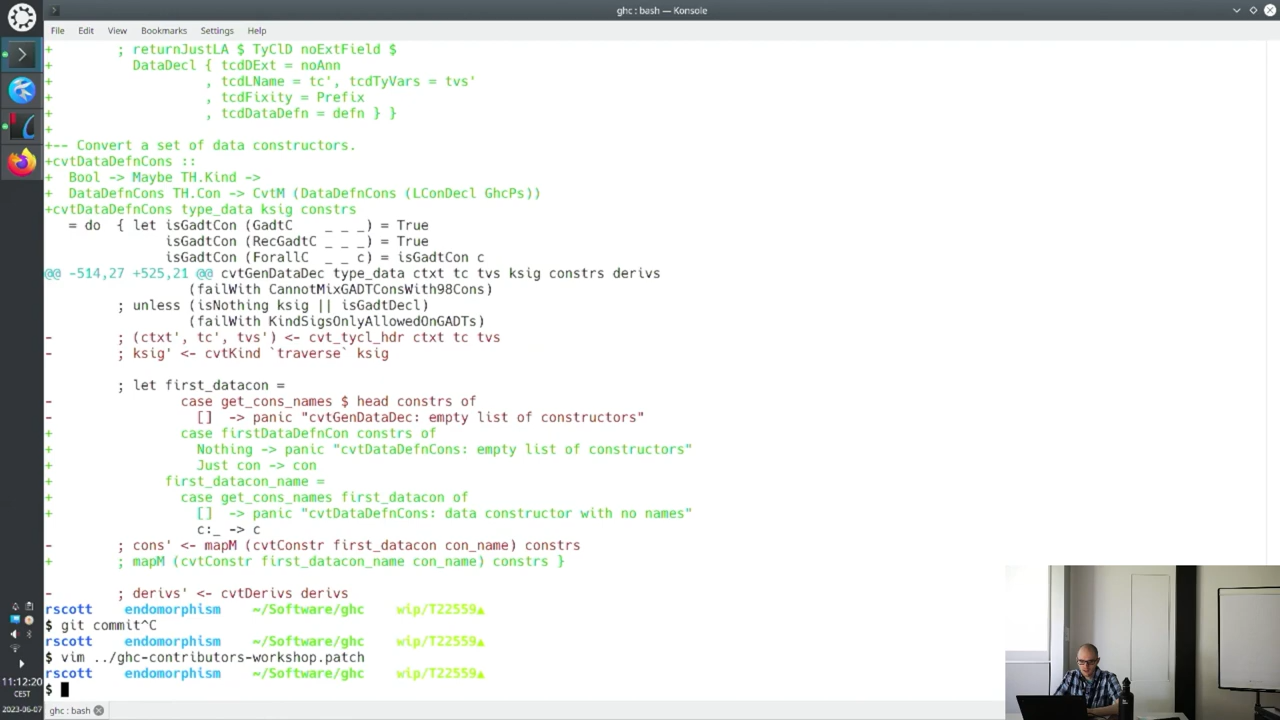 ghc : bash — Konsole
File Edit View Bookmarks Settings Help
+        ; returnJustLA $ TyClD noExtField $
+          DataDecl { tcdDExt = noAnn
+                   , tcdLName = tc', tcdTyVars = tvs'
+                   , tcdFixity = Prefix
+                   , tcdDataDefn = defn } }
+
+-- Convert a set of data constructors.
+cvtDataDefnCons ::
+  Bool -> Maybe TH.Kind ->
+  DataDefnCons TH.Con -> CvtM (DataDefnCons (LConDecl GhcPs))
+cvtDataDefnCons type_data ksig constrs
   = do  { let isGadtCon (GadtC    _ _ _) = True
               isGadtCon (RecGadtC _ _ _) = True
               isGadtCon (ForallC  _ _ c) = isGadtCon c
@@ -514,27 +525,21 @@ cvtGenDataDec type_data ctxt tc tvs ksig constrs derivs
                  (failWith CannotMixGADTConsWith98Cons)
         ; unless (isNothing ksig || isGadtDecl)
                  (failWith KindSigsOnlyAllowedOnGADTs)
-        ; (ctxt', tc', tvs') <- cvt_tycl_hdr ctxt tc tvs
-        ; ksig' <- cvtKind `traverse` ksig
         ; let first_datacon =
-                case get_cons_names $ head constrs of
-                  [] -> panic "cvtGenDataDec: empty list of constructors"
+                case firstDataDefnCon constrs of
+                  Nothing -> panic "cvtDataDefnCons: empty list of constructors"
+                  Just con -> con
+              first_datacon_name =
+                case get_cons_names first_datacon of
+                  [] -> panic "cvtDataDefnCons: data constructor with no names"
                   c:_ -> c
-        ; cons' <- mapM (cvtConstr first_datacon con_name) constrs
+        ; mapM (cvtConstr first_datacon_name con_name) constrs }
-        ; derivs' <- cvtDerivs derivs
rscott    endomorphism    ~/Software/ghc    wip/T22559▲
$ git commit^C
rscott    endomorphism    ~/Software/ghc    wip/T22559▲
$ vim ../ghc-contributors-workshop.patch
rscott    endomorphism    ~/Software/ghc    wip/T22559▲
$
11:12:20
CEST
2023-06-07
ghc : bash